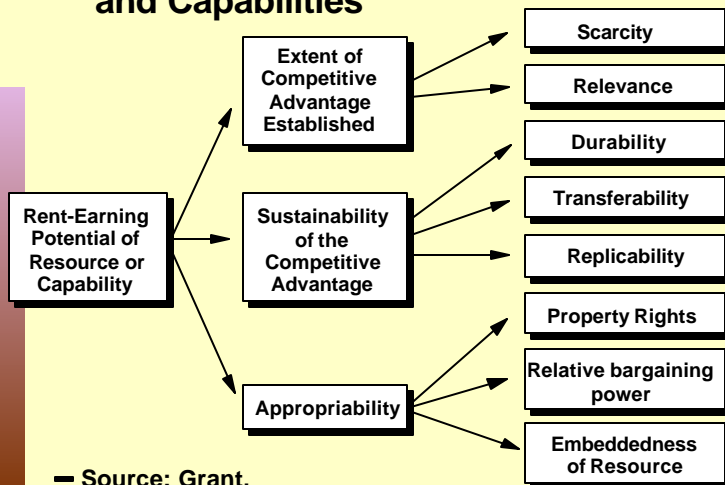 and Capabilities
Scarcity
Extent of
Competitive
Advantage
Established
Relevance
Durability
Rent-Earning
Potential of
Resource or
Capability
Sustainability
of the
Competitive
Advantage
Transferability
Replicability
Property Rights
Appropriability
Relative bargaining
power
Embeddedness
of Resource
– Source: Grant.